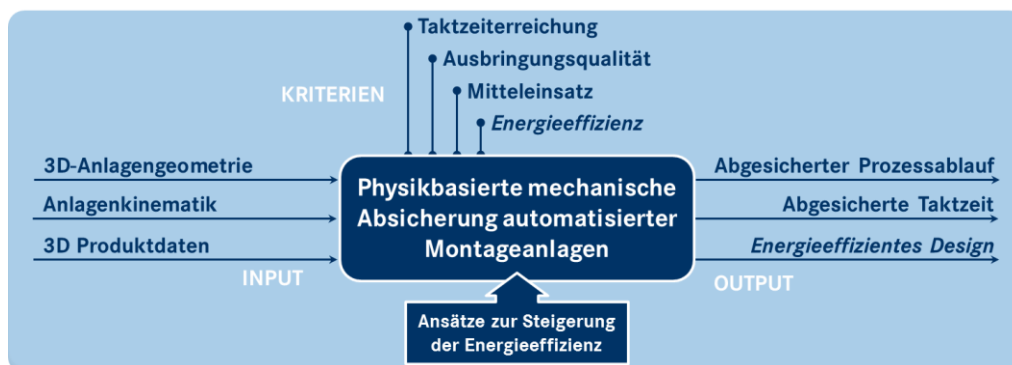 Taktzeiterreichung
Ausbringungsqualität
KRITERIEN
Mitteleinsatz
Energieeffizienz
3D-Anlagengeometrie
Anlagenkinematik
3D Produktdaten
INPUT
Physikbasierte mechanische
Absicherung automatisierter
Montageanlagen
Abgesicherter Prozessablauf
Abgesicherte Taktzeit
Energieeffizientes Design
OUTPUT
Ansätze zur Steigerung
der Energieeffizienz